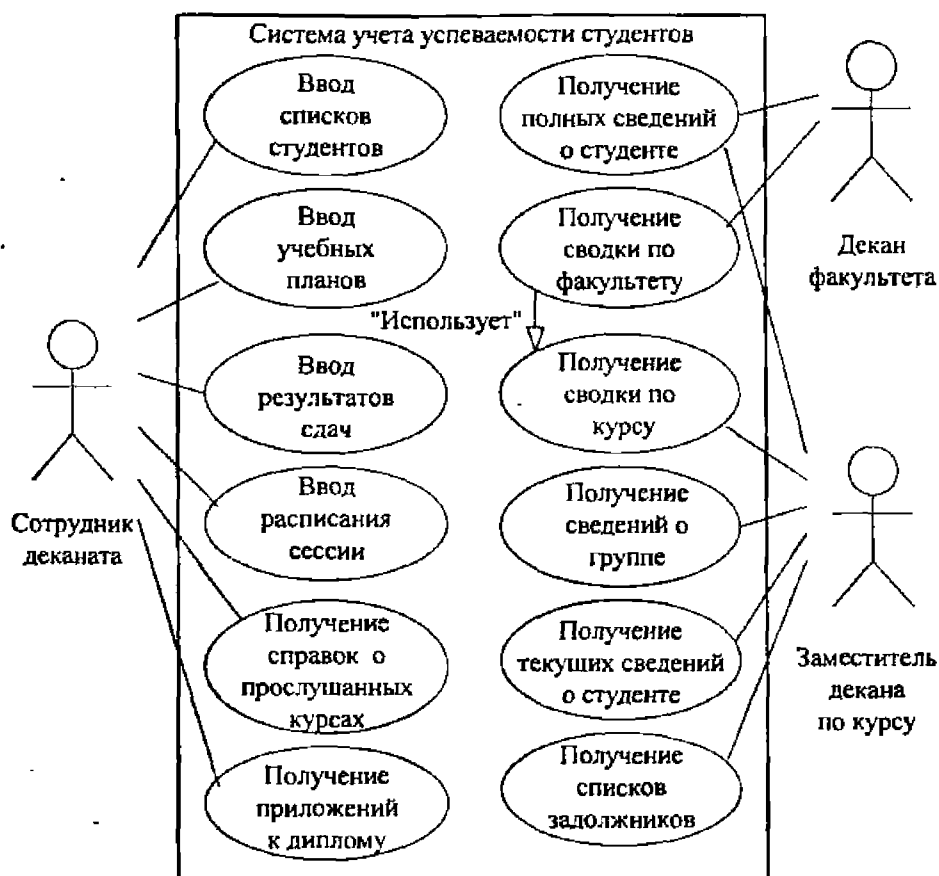 Система учета успеваемости студентов
Ввод
списков
студентов
Ввод
учебных
планов
Ввод
результатов
сдач
Ввод
расписания
сессии
Получение
справок о
прослушанных
курсах
Получение
приложений
к диплому
Получение
полных сведений
о студенте
Получение
сводки по
факультету
"Использует"
Получение
сводки по
курсу
Получение
сведений о
группе
Получение
текуших сведений
о студенте
Получение
списков
задолжников
Сотрудник
деканата
Декан
факультета
Заместитель
декана
по курсу